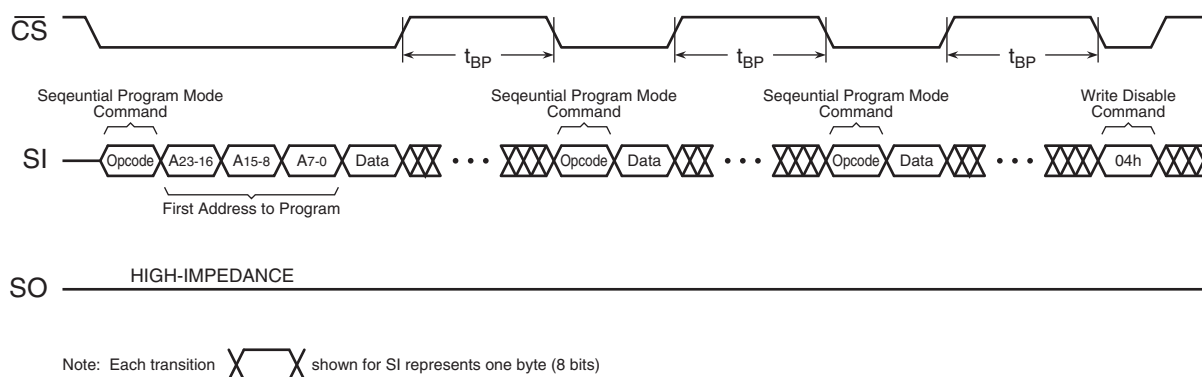 CS
tBP tBP tBP
Seqeuntial Program Mode
Command
Seqeuntial Program Mode
Command
Seqeuntial Program Mode
Command
Write Disable
Command
SI Opcode A23-16 A15-8 A7-0 Data • • • Opcode Data • • • Opcode Data • • • 04h
First Address to Program
HIGH-IMPEDANCE
SO
Note: Each transition shown for SI represents one byte (8 bits)